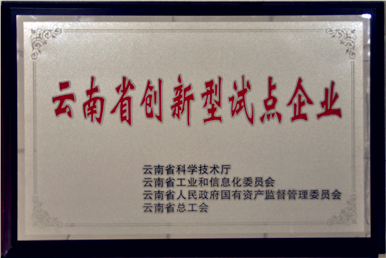 云南省创新型试点企业
云南省科学技术厅
云南省工业和信息化委员会
云南省人民政府国有资产监督管理委员会
云南省总工会